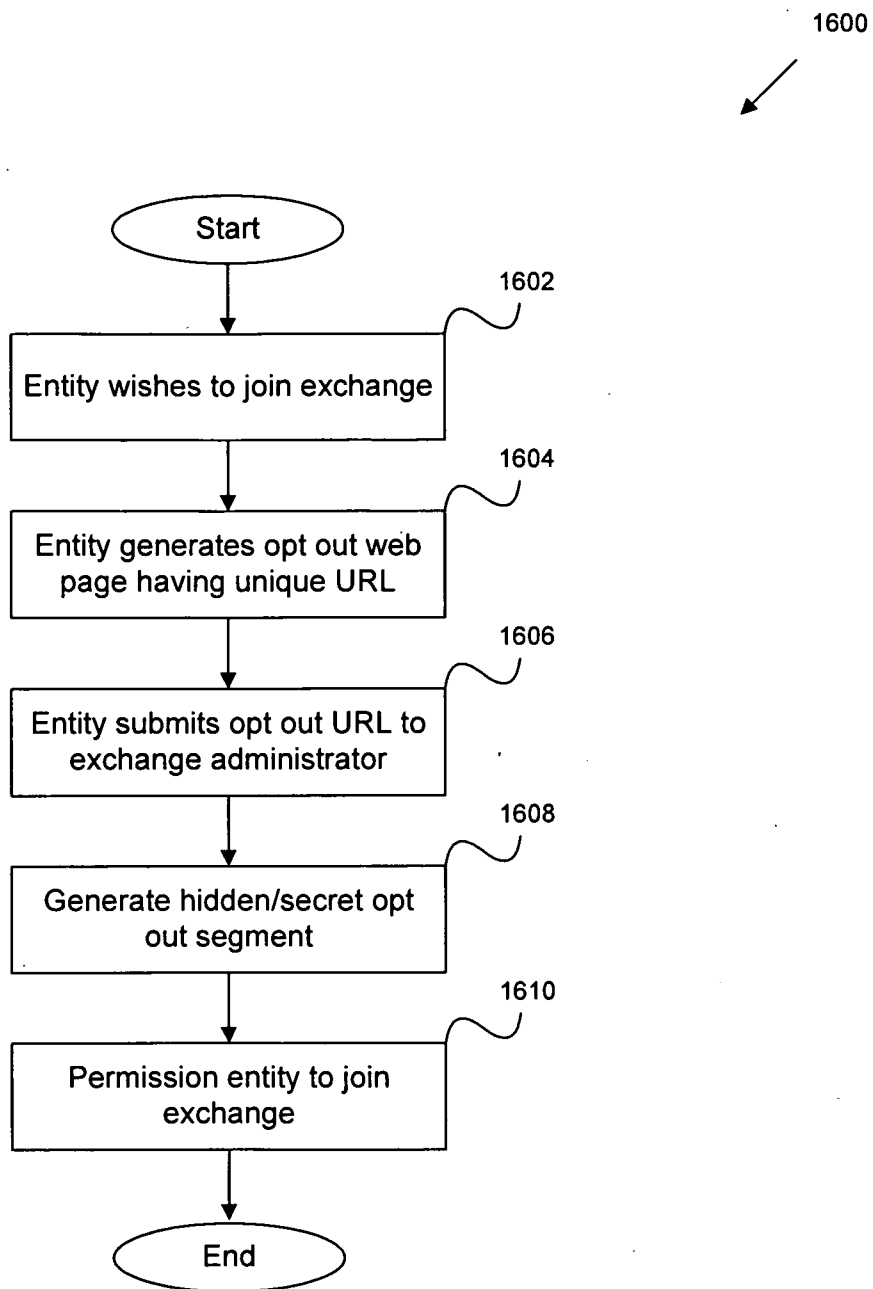 1600
Start
1602
Entity wishes to join exchange
1604
Entity generates opt out web
page having unique URL
1606
Entity submits opt out URL to
exchange administrator
1608
Generate hidden/secret opt
out segment
1610
Permission entity to join
exchange
End